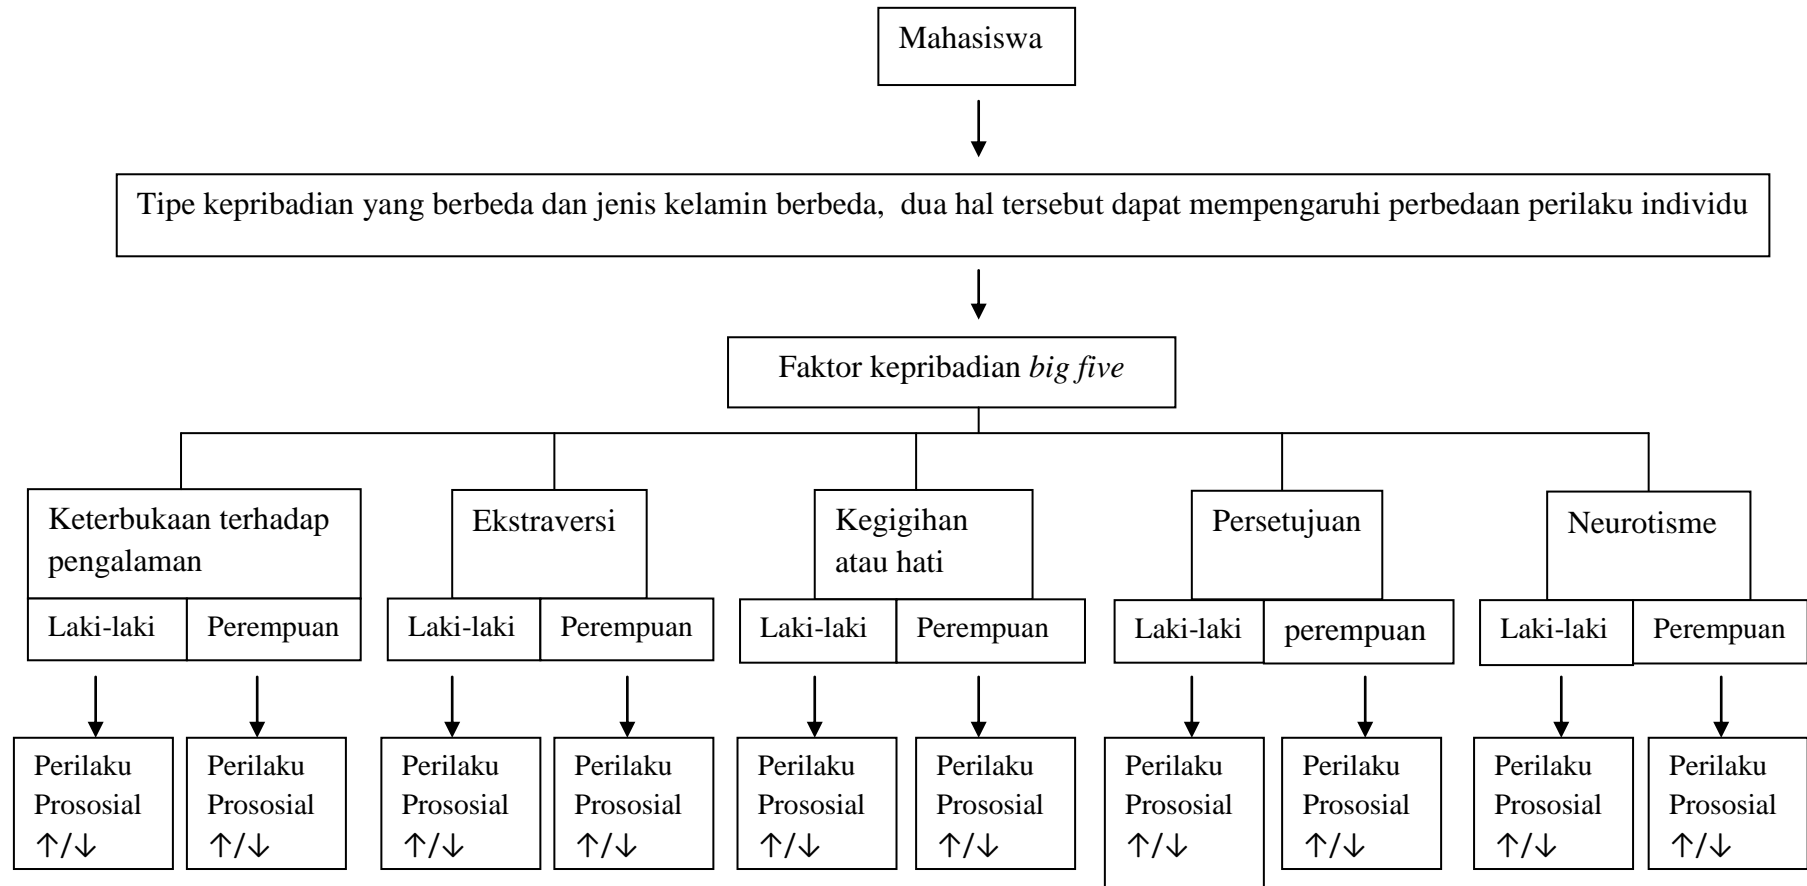 Mahasiswa
Tipe kepribadian yang berbeda dan jenis kelamin berbeda,  dua hal tersebut dapat mempengaruhi perbedaan perilaku individu
Faktor kepribadian big five
Keterbukaan terhadap
pengalaman
Ekstraversi
Kegigihan
atau hati
Persetujuan
Neurotisme
Laki-laki
Perempuan
Laki-laki
Perempuan
Laki-laki
Perempuan
Laki-laki
perempuan
Laki-laki
Perempuan
Perilaku
Prososial
↑/↓
Perilaku
Prososial
↑/↓
Perilaku
Prososial
↑/↓
Perilaku
Prososial
↑/↓
Perilaku
Prososial
↑/↓
Perilaku
Prososial
↑/↓
Perilaku
Prososial
↑/↓
Perilaku
Prososial
↑/↓
Perilaku
Prososial
↑/↓
Perilaku
Prososial
↑/↓